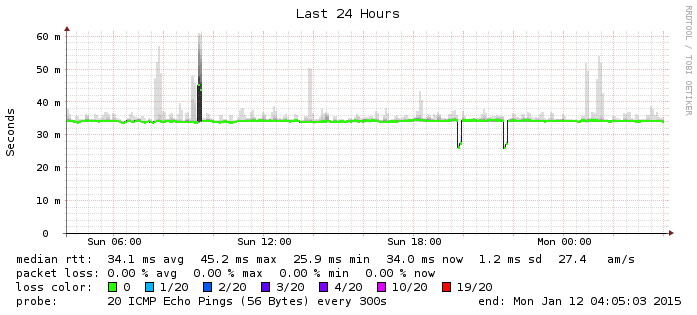 Last 24 Hours
RRDTOOL / TOBI OETIKER
Seconds
60 m
50 m
40 m
30 m
20 m
10 m
0
Sun 06:00 Sun 12:00 Sun 18:00 Mon 00:00
median rtt: 34.1 ms avg 45.2 ms max 25.9 ms min 34.0 ms now 1.2 ms sd 27.4 am/s
packet loss: 0.00 % avg 0.00 % max 0.00 % min 0.00 % now
loss color: 0 1/20 2/20 3/20 4/20 10/20 19/20
probe: 20 ICMP Echo Pings (56 Bytes) every 300s end: Mon Jan 12 04:05:03 2015